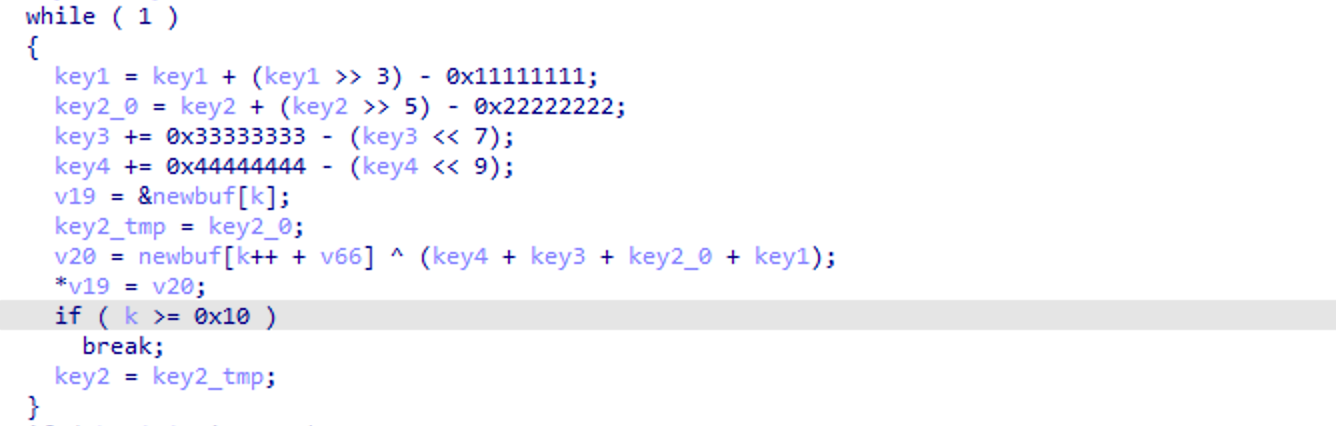 while ( 1 )
{
key1 = key1 + (key1 >> 3) - 0x11111111;
key2_0 = key2 + (key2 >> 5) - 0x22222222;
key3 += 0x33333333 - (key3 << 7);
key4 += 0x44444444 - (key4 << 9);
v19 = &newbuf[k];
key2_tmp = key2_0;
v20 = newbuf[k++ + v66] ^ (key4 + key3 + key2_0 + key1);
*v19 = v20;
if ( k >= 0x10 )
break;
key2 = key2_tmp;
}